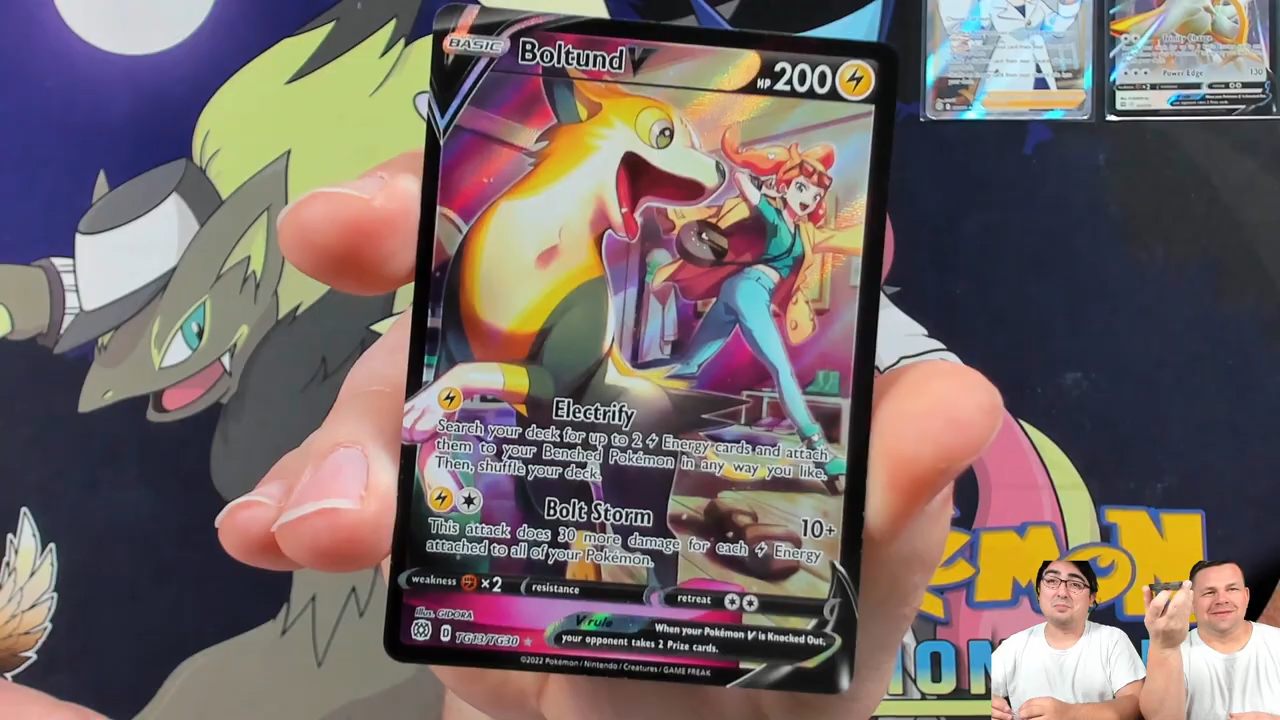 BASIC Boltund V HP 200
Electrify
Search your deck for up to 2 Energy cards and attach
them to your Benched Pokémon in any way you like.
Then, shuffle your deck.
Bolt Storm 10+
This attack does 30 more damage for each Energy
attached to all of your Pokémon.
weakness ×2 resistance retreat
Illus. GIDORA
D TG13/TG30
V rule When your Pokémon V is Knocked Out,
your opponent takes 2 Prize cards.
©2022 Pokémon / Nintendo / Creatures / GAME FREAK
Trinity Charge
Power Edge 130